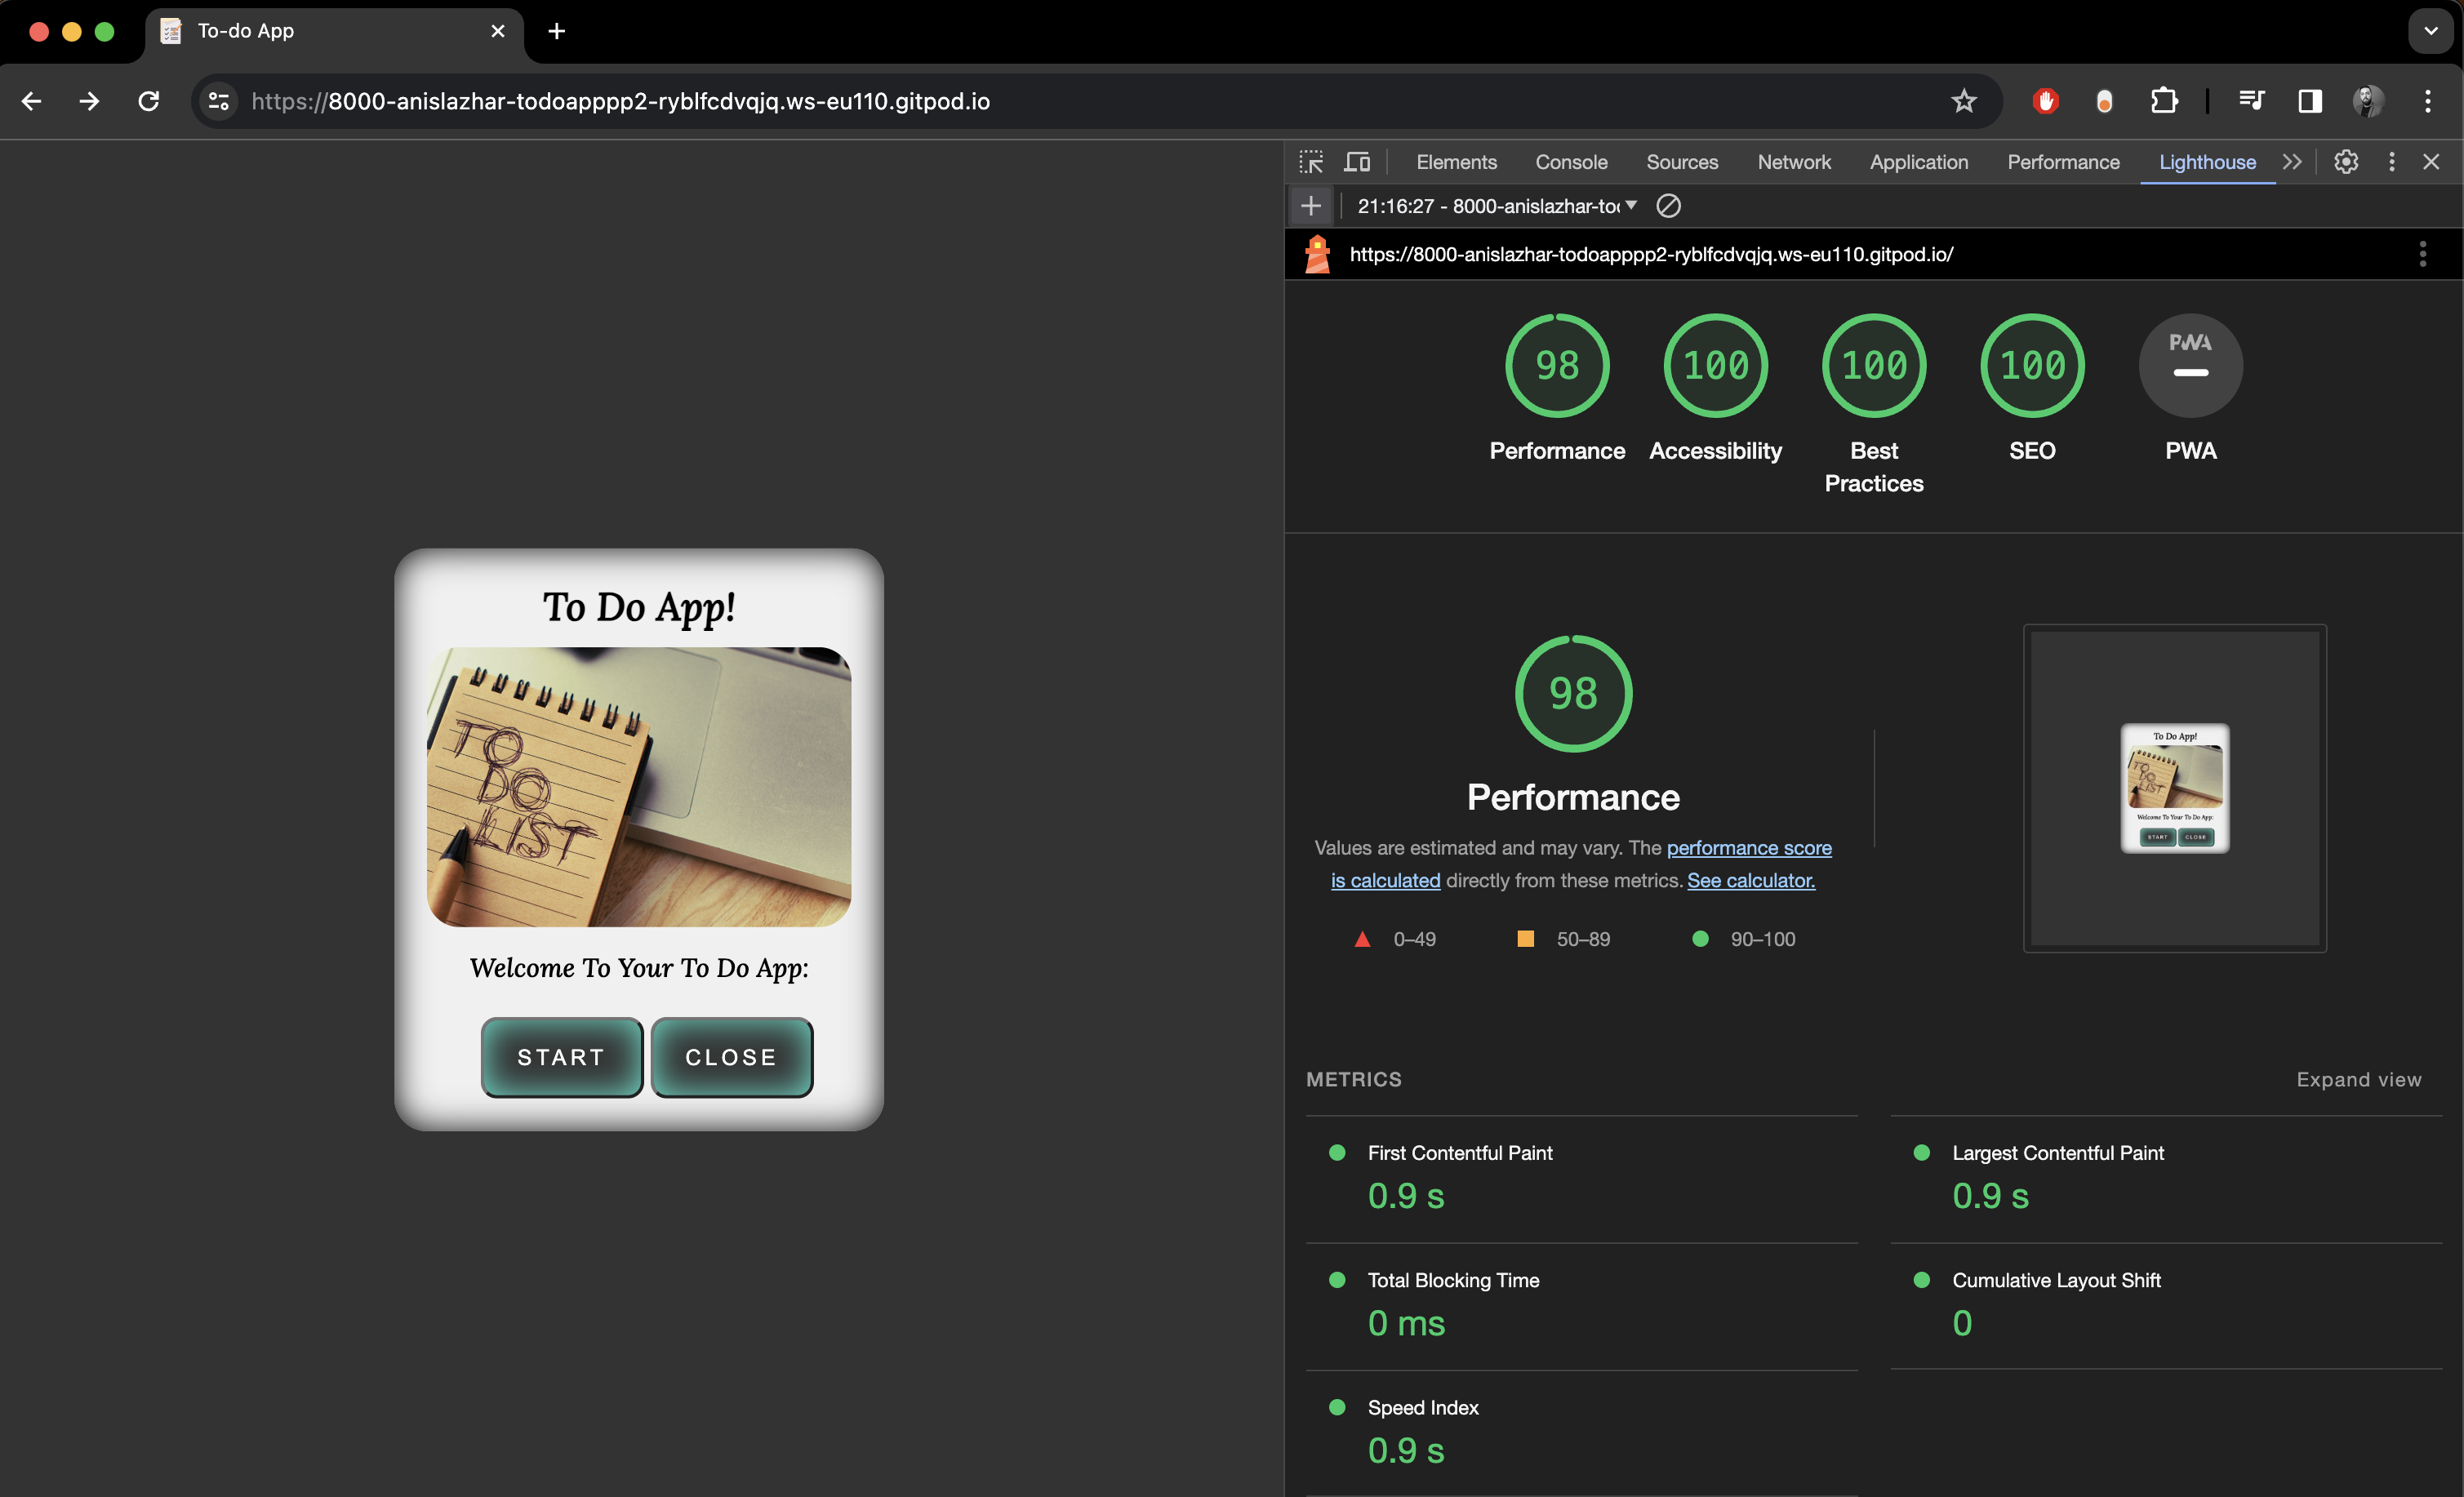 To-do App
https://8000-anislazhar-todoapppp2-ryblfcdvqjq.ws-eu110.gitpod.io
Elements Console Sources Network Application Performance Lighthouse
21:16:27 - 8000-anislazhar-to
https://8000-anislazhar-todoapppp2-ryblfcdvqjq.ws-eu110.gitpod.io/
98 100 100 100 PWA
Performance Accessibility Best Practices SEO PWA
To Do App!
TO
DO
LIST
Welcome To Your To Do App:
START CLOSE
98
Performance
Values are estimated and may vary. The performance score
is calculated directly from these metrics. See calculator.
0–49 50–89 90–100
To Do App!
TO
DO
LIST
Welcome To Your To Do App:
START CLOSE
METRICS
Expand view
First Contentful Paint
0.9 s
Largest Contentful Paint
0.9 s
Total Blocking Time
0 ms
Cumulative Layout Shift
0
Speed Index
0.9 s